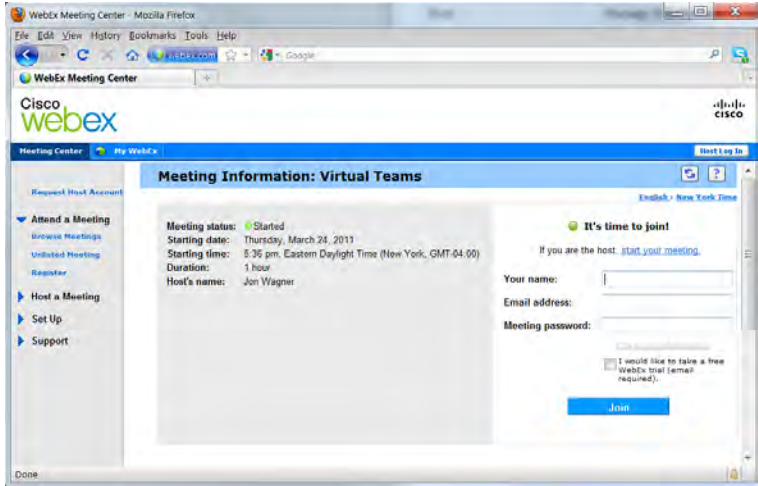 WebEx Meeting Center - Mozilla Firefox
File Edit View History Bookmarks Tools Help
webex.com
Google
WebEx Meeting Center
Cisco
webex
CISCO
Meeting Center My WebEx
Host Log In
Meeting Information: Virtual Teams
?
English : New York Time
Request Host Account
Attend a Meeting
Browse Meetings
Unlisted Meeting
Register
Host a Meeting
Set Up
Support
Meeting status: Started
Starting date: Thursday, March 24, 2011
Starting time: 5:36 pm, Eastern Daylight Time (New York, GMT-04:00)
Duration: 1 hour
Host's name: Jon Wagner
It's time to join!
If you are the host, start your meeting.
Your name:
Email address:
Meeting password:
I would like to take a free
WebEx trial (email
required).
Join
Done